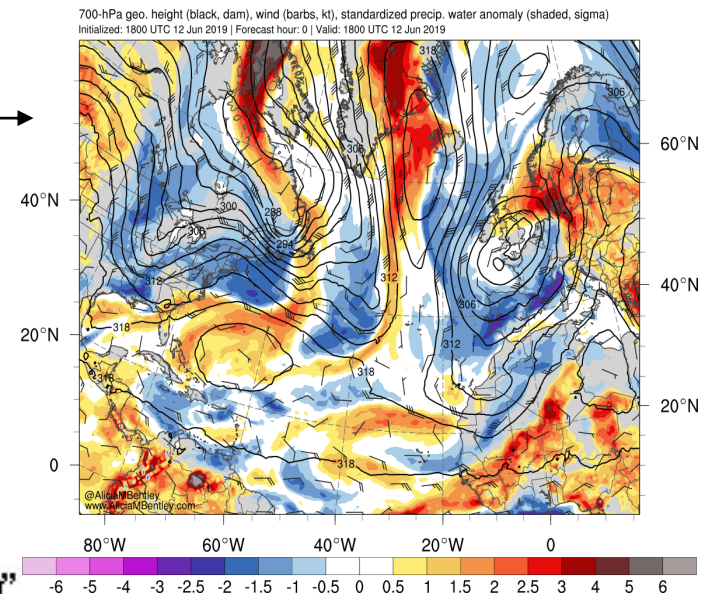 700-hPa geo. height (black, dam), wind (barbs, kt), standardized precip. water anomaly (shaded, sigma)
Initialized: 1800 UTC 12 Jun 2019 | Forecast hour: 0 | Valid: 1800 UTC 12 Jun 2019
318
306
60°N
306
40°N
300
288
306
294
312
312
40°N
306
318
20°N
312
318
318
20°N
0
318
@AliciaMBentley
www.AliciaMBentley.com
80°W 60°W 40°W 20°W 0
”
-6 -5 -4 -3 -2.5 -2 -1.5 -1 -0.5 0 0.5 1 1.5 2 2.5 3 4 5 6